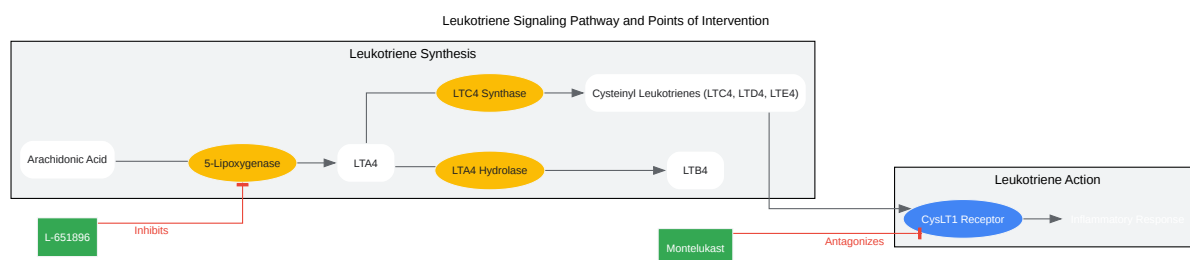 Leukotriene Signaling Pathway and Points of Intervention
Leukotriene Synthesis
LTC4 Synthase
Cysteinyl Leukotrienes (LTC4, LTD4, LTE4)
Arachidonic Acid
5-Lipoxygenase
LTA4
LTA4 Hydrolase
LTB4
Leukotriene Action
CysLT1 Receptor
Inflammatory Response
L-651896
Inhibits
Montelukast
Antagonizes